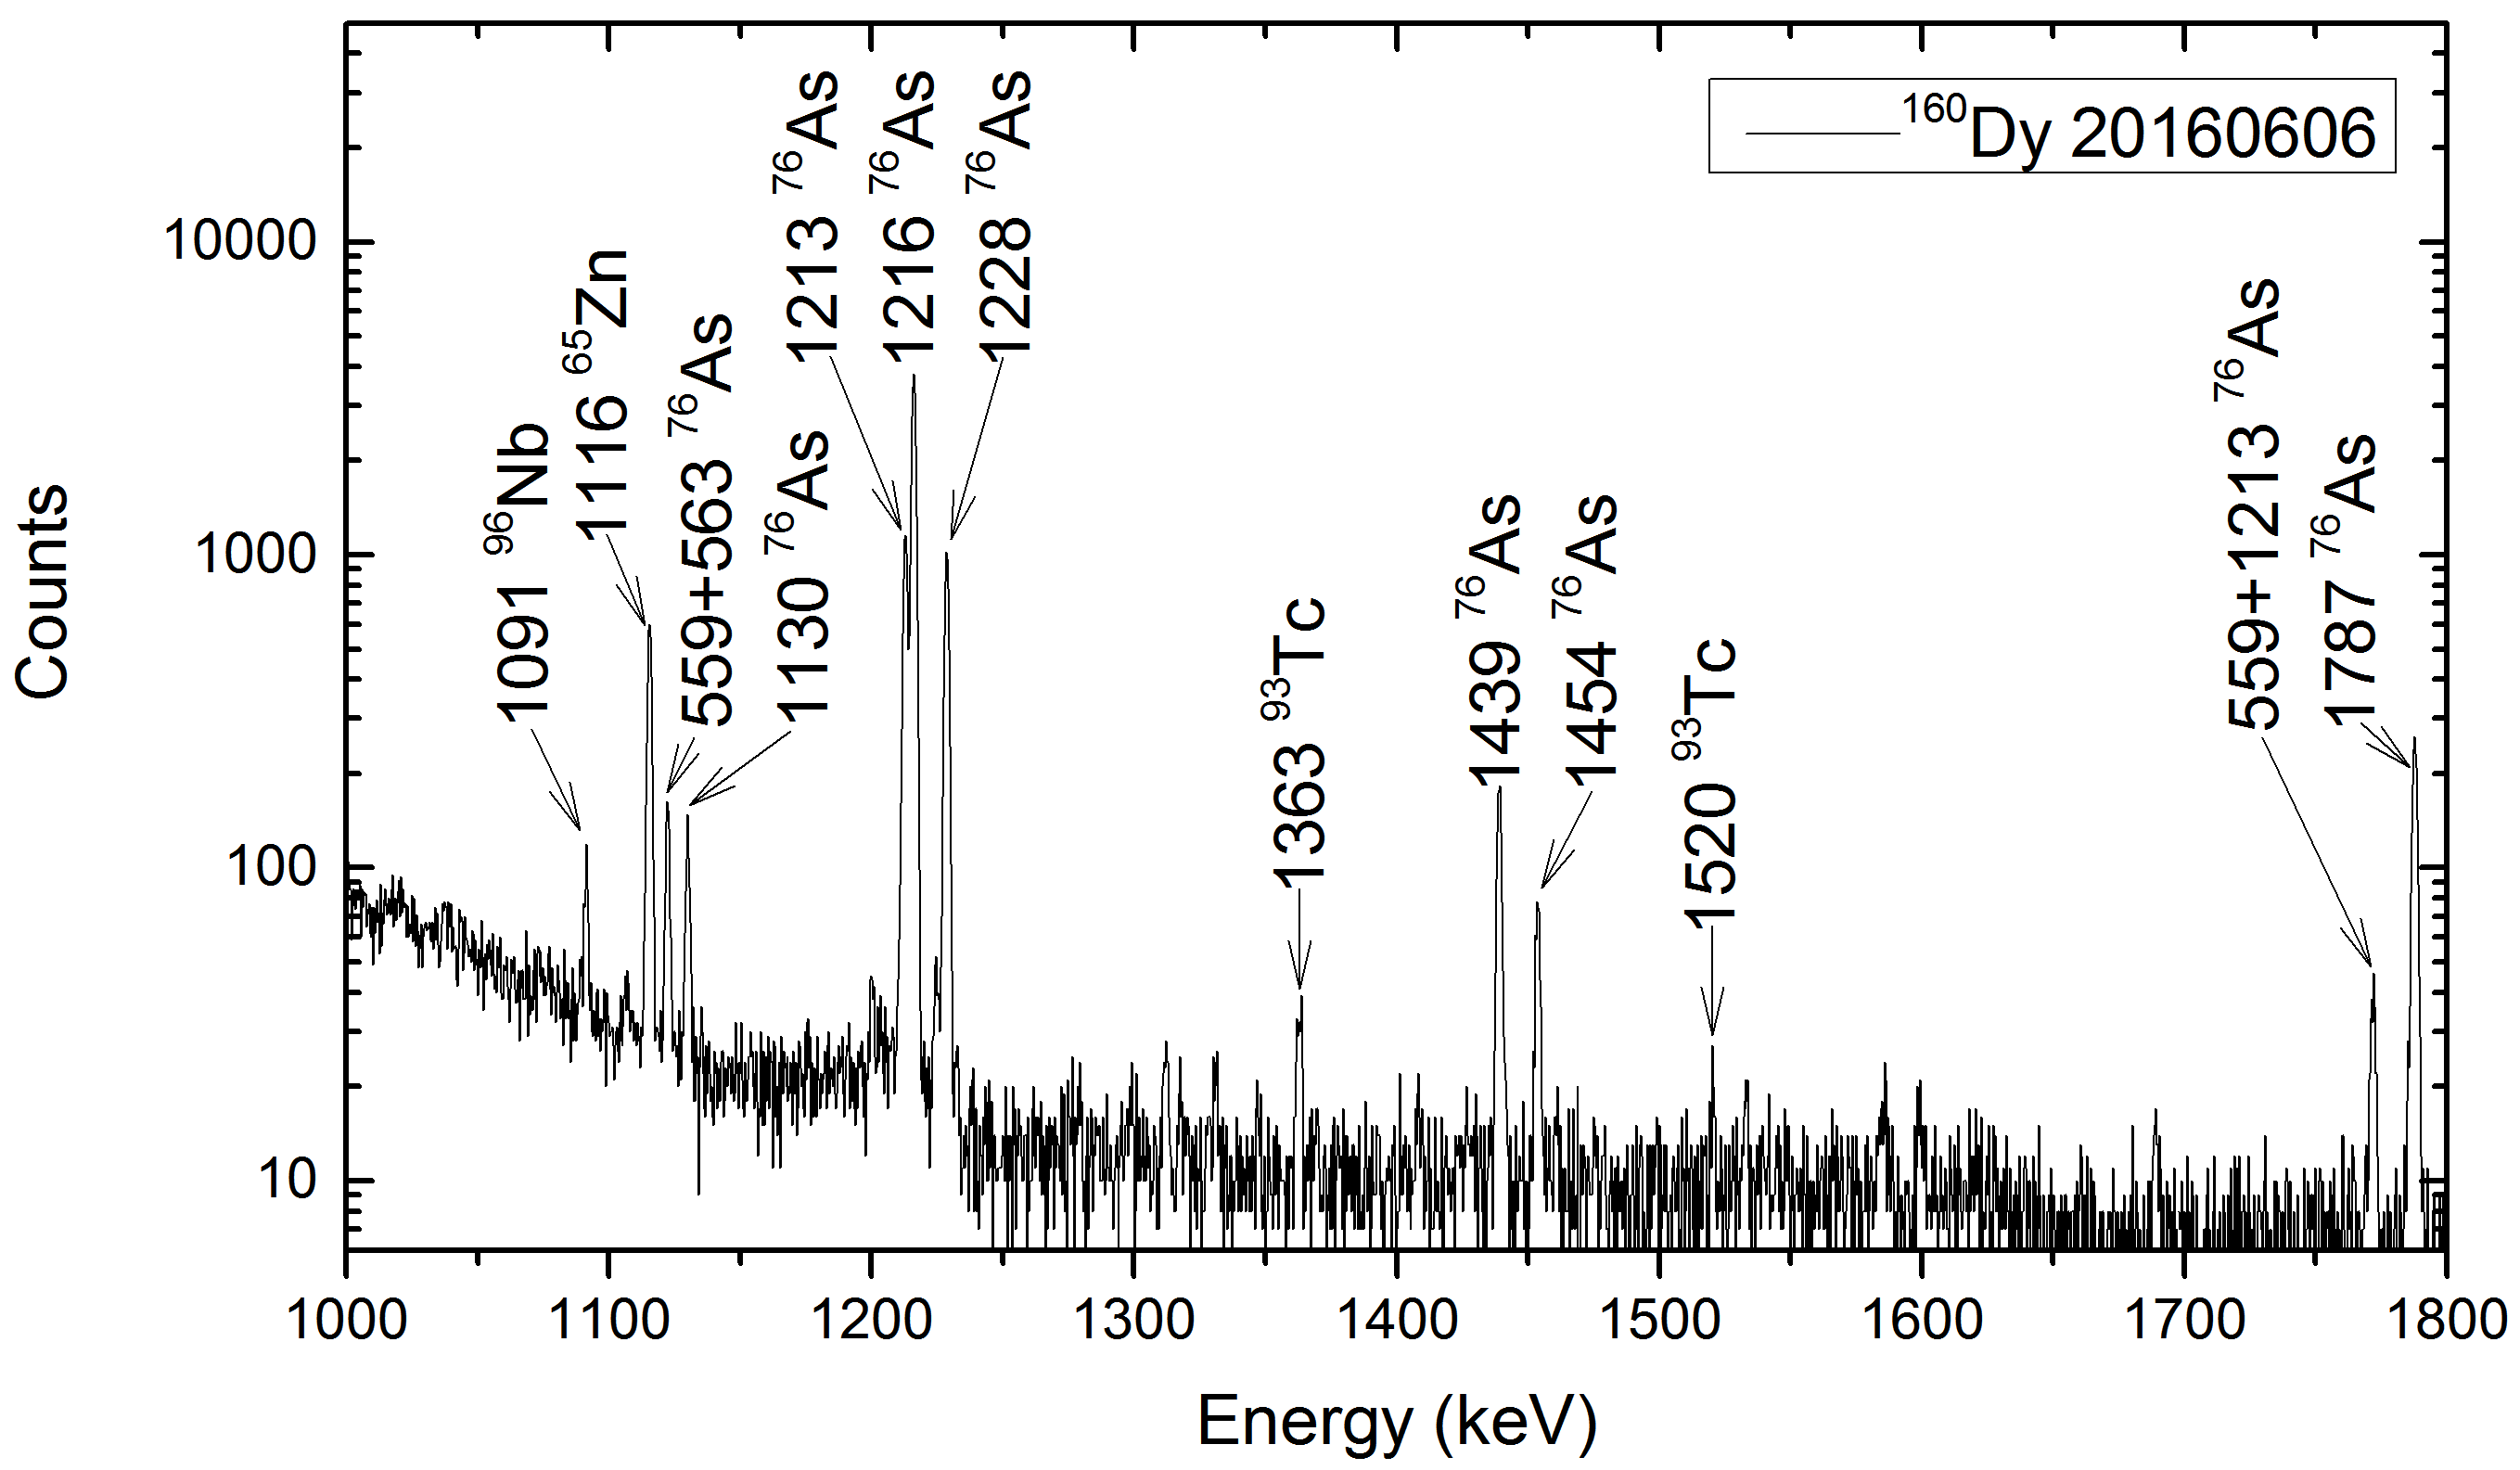 ¹⁶⁰Dy 20160606
Counts
10000
1000
100
10
1091 ⁹⁶Nb
1116 ⁶⁵Zn
559+563 ⁷⁶As
1130 ⁷⁶As
1213 ⁷⁶As
1216 ⁷⁶As
1228 ⁷⁶As
1363 ⁹³Tc
1439 ⁷⁶As
1454 ⁷⁶As
1520 ⁹³Tc
559+1213 ⁷⁶As
1787 ⁷⁶As
1000 1100 1200 1300 1400 1500 1600 1700 1800
Energy (keV)